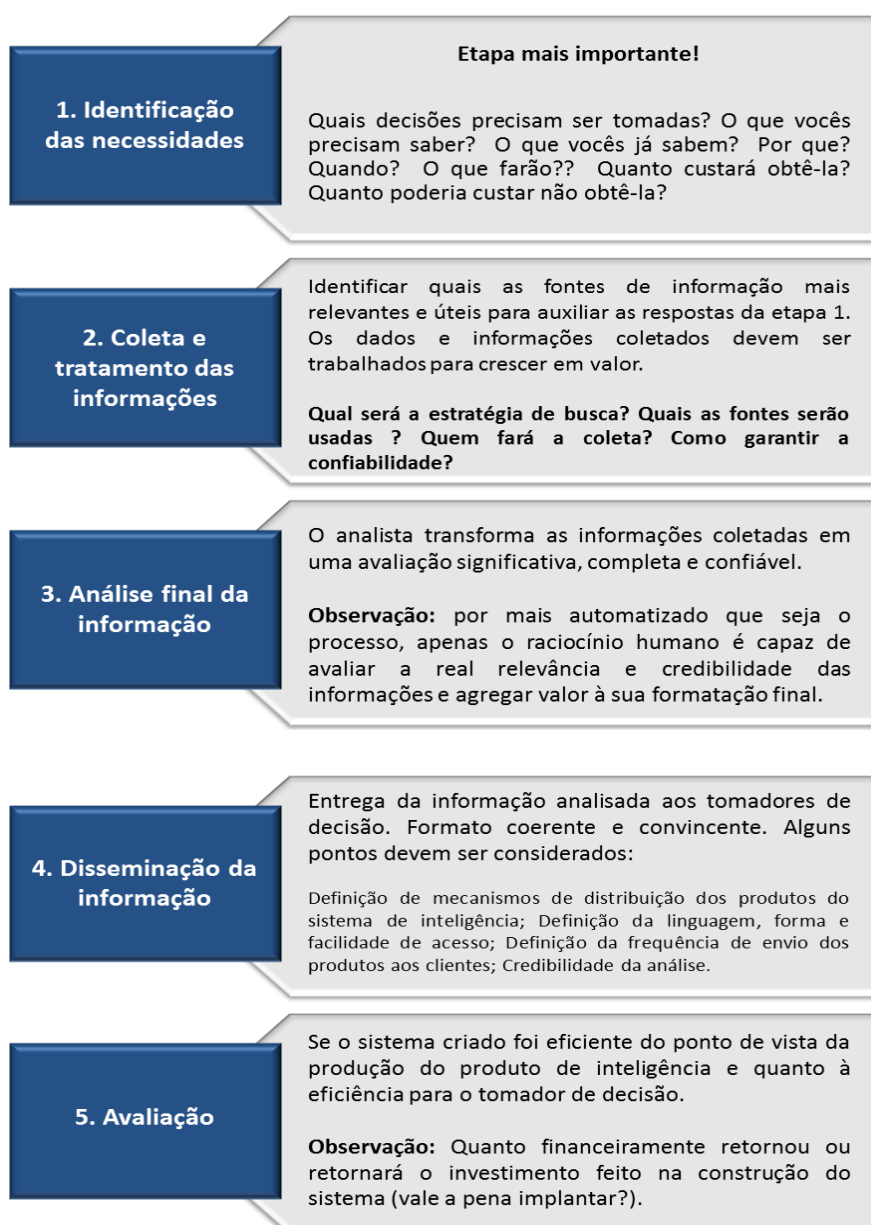 1. Identificação
das necessidades
Etapa mais importante!
Quais decisões precisam ser tomadas? O que vocês
precisam saber? O que vocês já sabem? Por que?
Quando? O que farão?? Quanto custará obtê-la?
Quanto poderia custar não obtê-la?
2. Coleta e
tratamento das
informações
Identificar quais as fontes de informação mais
relevantes e úteis para auxiliar as respostas da etapa 1.
Os dados e informações coletados devem ser
trabalhados para crescer em valor.
Qual será a estratégia de busca? Quais as fontes serão
usadas ? Quem fará a coleta? Como garantir a
confiabilidade?
3. Análise final da
informação
O analista transforma as informações coletadas em
uma avaliação significativa, completa e confiável.
Observação: por mais automatizado que seja o
processo, apenas o raciocínio humano é capaz de
avaliar a real relevância e credibilidade das
informações e agregar valor à sua formatação final.
4. Disseminação da
informação
Entrega da informação analisada aos tomadores de
decisão. Formato coerente e convincente. Alguns
pontos devem ser considerados:
Definição de mecanismos de distribuição dos produtos do
sistema de inteligência; Definição da linguagem, forma e
facilidade de acesso; Definição da frequência de envio dos
produtos aos clientes; Credibilidade da análise.
5. Avaliação
Se o sistema criado foi eficiente do ponto de vista da
produção do produto de inteligência e quanto à
eficiência para o tomador de decisão.
Observação: Quanto financeiramente retornou ou
retornará o investimento feito na construção do
sistema (vale a pena implantar?).